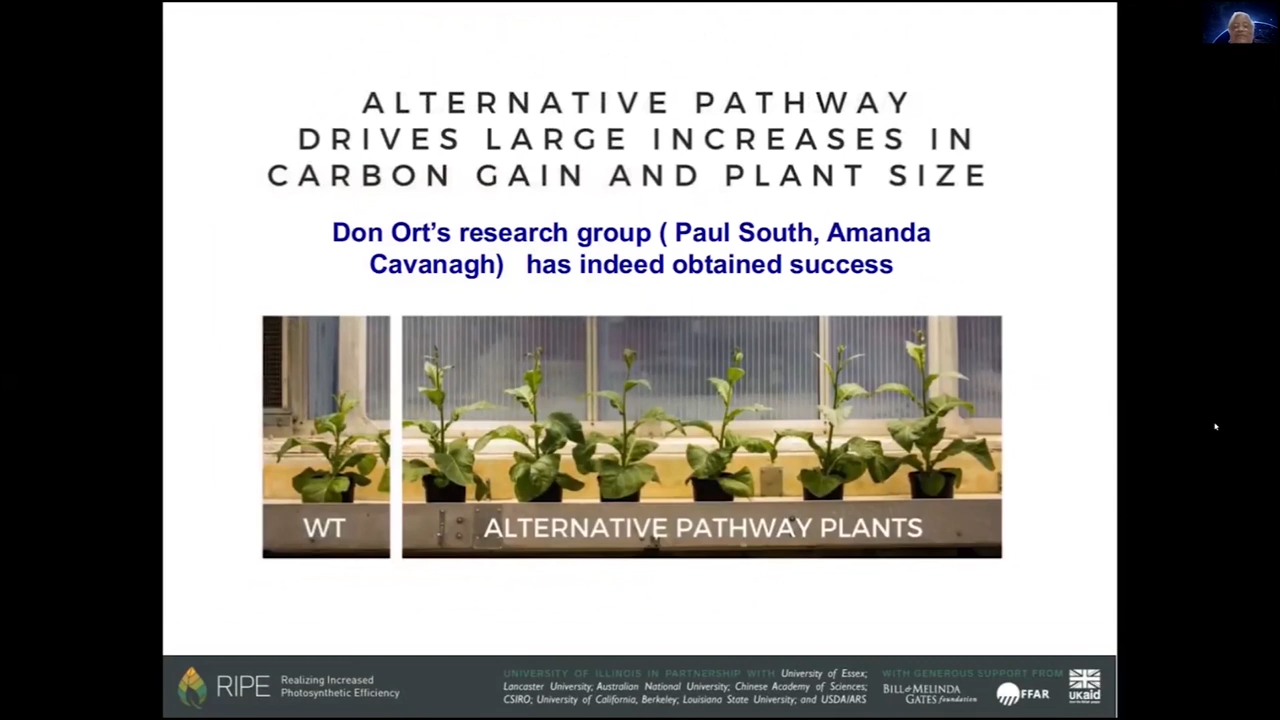 ALTERNATIVE PATHWAY
DRIVES LARGE INCREASES IN
CARBON GAIN AND PLANT SIZE
Don Ort's research group ( Paul South, Amanda
Cavanagh) has indeed obtained success
WT
ALTERNATIVE PATHWAY PLANTS
RIPE
Realizing Increased
Photosynthetic Efficiency
UNIVERSITY OF ILLINOIS IN PARTNERSHIP WITH University of Essex;
Lancaster University; Australian National University; Chinese Academy of Sciences;
CSIRO; University of California, Berkeley; Louisiana State University; and USDA/ARS
WITH GENEROUS SUPPORT FROM
BILL & MELINDA
GATES foundation
FFAR
UKaid